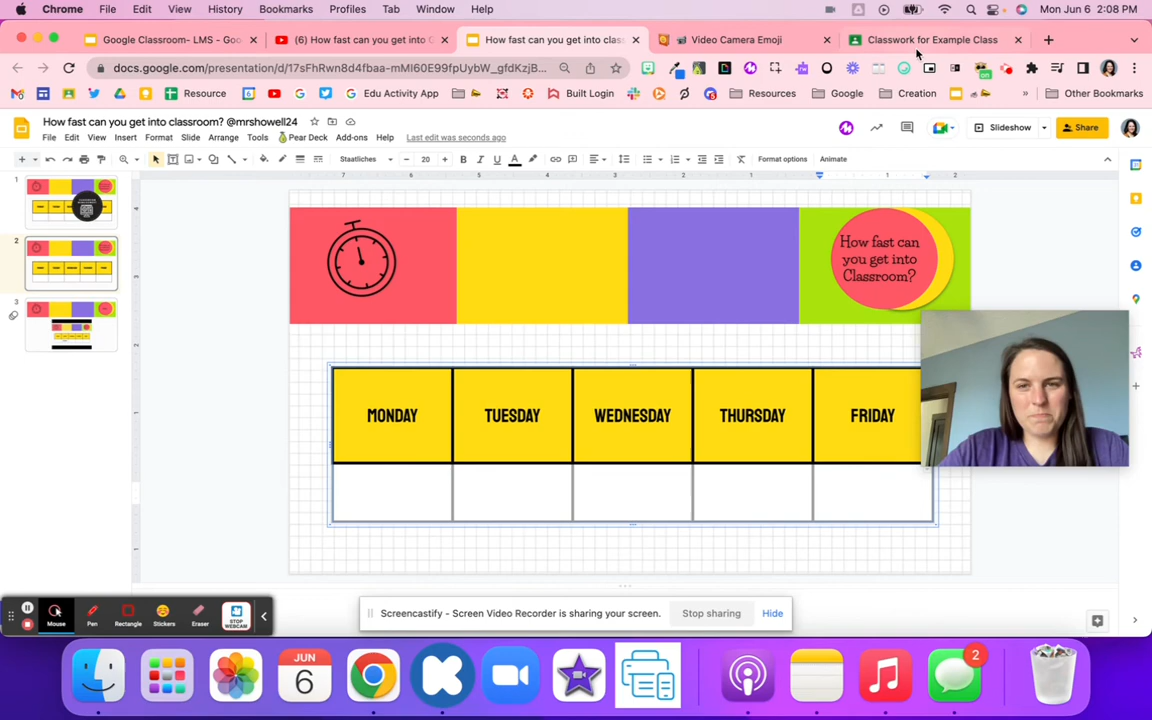 Chrome File Edit View History Bookmarks Profiles Tab Window Help Mon Jun 6 2:08 PM
Google Classroom- LMS - Goo (6) How fast can you get into G How fast can you get into class Video Camera Emoji Classwork for Example Class
docs.google.com/presentation/d/17sFhRwn8d4fbaa-mMI60E99fpUybW_gfdKzjB...
Resource Edu Activity App Built Login Resources Google Creation Other Bookmarks
How fast can you get into classroom? @mrshowell24
File Edit View Insert Format Slide Arrange Tools Pear Deck Add-ons Help Last edit was seconds ago
Slideshow Share
Staatliches 20 Format options Animate
How fast can
you get into
Classroom?
MONDAY TUESDAY WEDNESDAY THURSDAY FRIDAY
Mouse Pen Rectangle Stickers Eraser STOP WEBCAM
Screencastify - Screen Video Recorder is sharing your screen. Stop sharing Hide
JUN
6
2